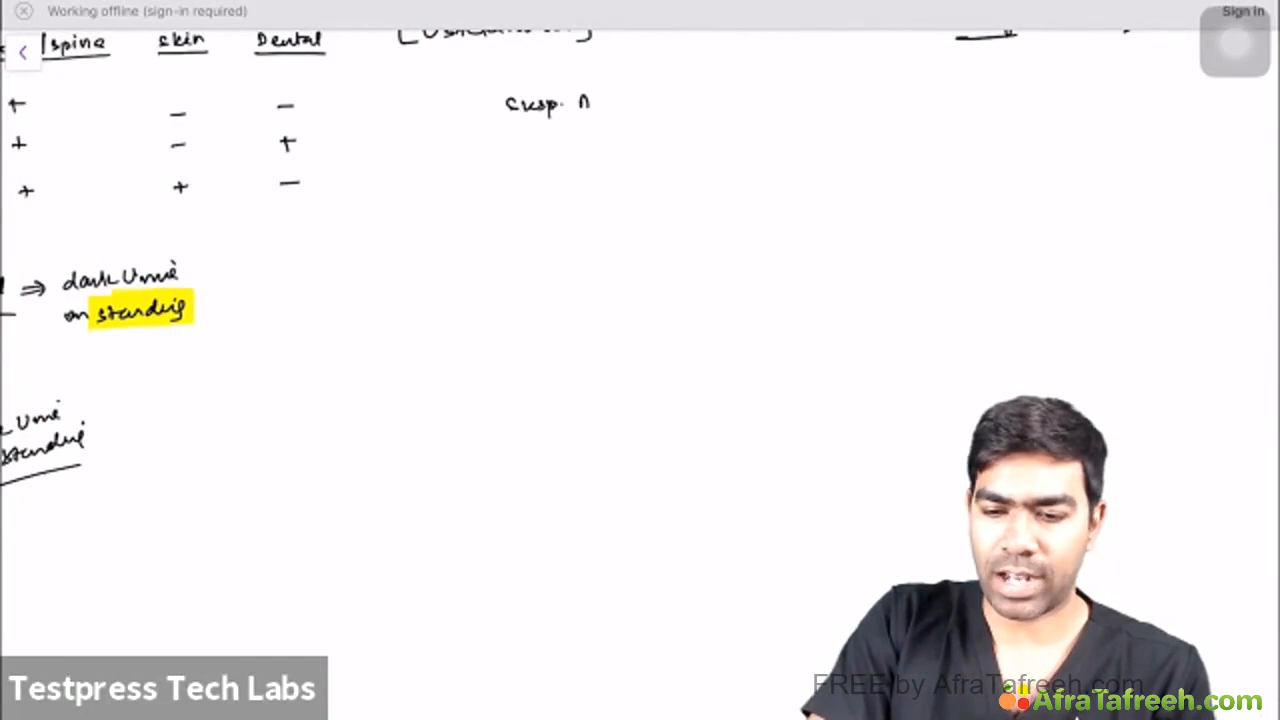 Working offline (sign-in required)
Sign in
/spine skin Dental
+ - - cusp. n
+ - +
+ + -
⇒ dark Urine
on standing
Urine
standing
Testpress Tech Labs
FREE by AfraTafreeh.com
AfraTafreeh.com